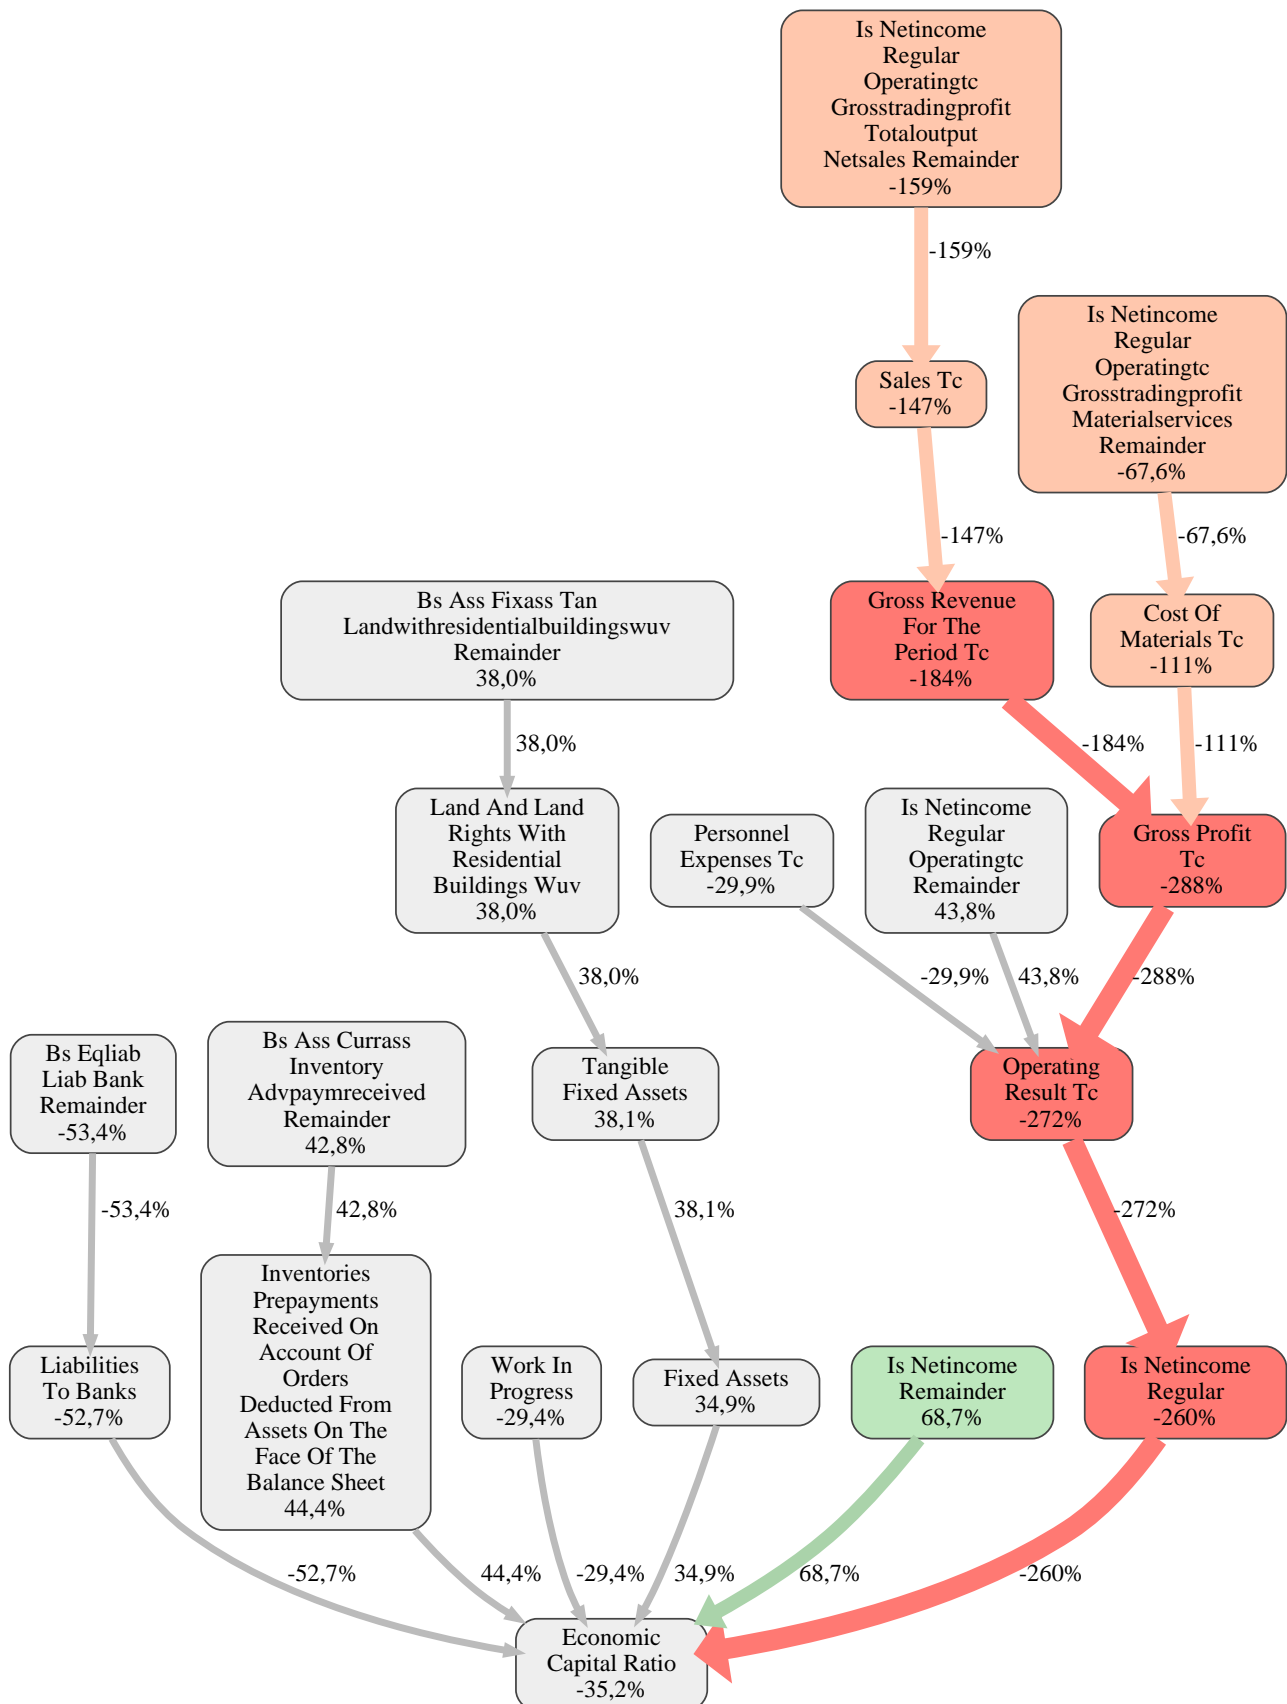 Is Netincome
Regular
Operatingtc
Grosstradingprofit
Totaloutput
Netsales Remainder
-159%
-159%
Is Netincome
Regular
Operatingtc
Grosstradingprofit
Materialservices
Remainder
-67,6%
Sales Tc
-147%
-147%
-67,6%
Bs Ass Fixass Tan
Landwithresidentialbuildingswuv
Remainder
38,0%
Gross Revenue
For The
Period Tc
-184%
Cost Of
Materials Tc
-111%
38,0%
-184%
-111%
Land And Land
Rights With
Residential
Buildings Wuv
38,0%
Personnel
Expenses Tc
-29,9%
Is Netincome
Regular
Operatingtc
Remainder
43,8%
Gross Profit
Tc
-288%
38,0%
-29,9%
43,8%
-288%
Bs Eqliab
Liab Bank
Remainder
-53,4%
Bs Ass Currass
Inventory
Advpaymreceived
Remainder
42,8%
Tangible
Fixed Assets
38,1%
Operating
Result Tc
-272%
-53,4%
42,8%
38,1%
-272%
Liabilities
To Banks
-52,7%
Inventories
Prepayments
Received On
Account Of
Orders
Deducted From
Assets On The
Face Of The
Balance Sheet
44,4%
Work In
Progress
-29,4%
Fixed Assets
34,9%
Is Netincome
Remainder
68,7%
Is Netincome
Regular
-260%
-52,7%
44,4%
-29,4%
34,9%
68,7%
-260%
Economic
Capital Ratio
-35,2%